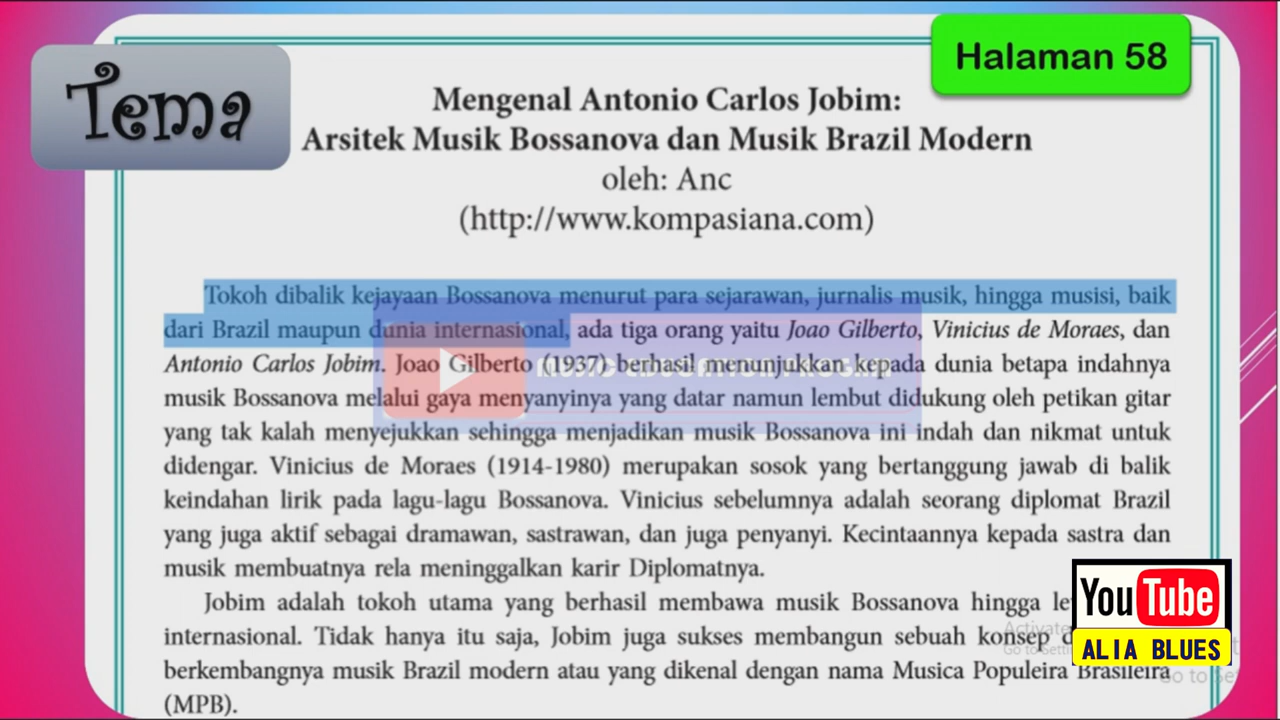 Halaman 58
Tema
Mengenal Antonio Carlos Jobim:
Arsitek Musik Bossanova dan Musik Brazil Modern
oleh: Anc
(http://www.kompasiana.com)
Tokoh dibalik kejayaan Bossanova menurut para sejarawan, jurnalis musik, hingga musisi, baik
dari Brazil maupun dunia internasional, ada tiga orang yaitu Joao Gilberto, Vinicius de Moraes, dan
Antonio Carlos Jobim. Joao Gilberto (1937) berhasil menunjukkan kepada dunia betapa indahnya
musik Bossanova melalui gaya menyanyinya yang datar namun lembut didukung oleh petikan gitar
yang tak kalah menyejukkan sehingga menjadikan musik Bossanova ini indah dan nikmat untuk
didengar. Vinicius de Moraes (1914-1980) merupakan sosok yang bertanggung jawab di balik
keindahan lirik pada lagu-lagu Bossanova. Vinicius sebelumnya adalah seorang diplomat Brazil
yang juga aktif sebagai dramawan, sastrawan, dan juga penyanyi. Kecintaannya kepada sastra dan
musik membuatnya rela meninggalkan karir Diplomatnya.
Jobim adalah tokoh utama yang berhasil membawa musik Bossanova hingga
internasional. Tidak hanya itu saja, Jobim juga sukses membangun sebuah konsep
berkembangnya musik Brazil modern atau yang dikenal dengan nama Musica Populeira Brasileira
(MPB).
YouTube
ALIA BLUES